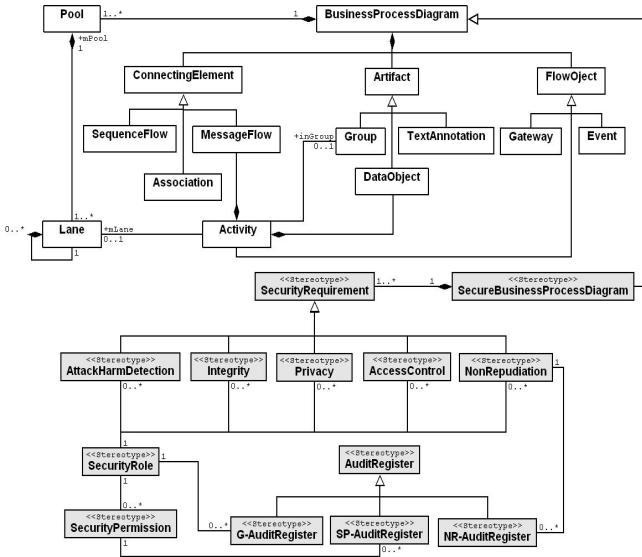 Pool
1..*
1
BusinessProcessDiagram
+mPool
1
ConnectingElement
Artifact
FlowOject
SequenceFlow
MessageFlow
+inGroup
0..1
Group
TextAnnotation
Gateway
Event
Association
DataObject
1..*
0..*
Lane
+mLane
0..1
Activity
1
<<Stereotype>>
SecurityRequirement
1..*
1
<<Stereotype>>
SecureBusinessProcessDiagram
<<Stereotype>>
AttackHarmDetection
0..*
<<Stereotype>>
Integrity
0..*
<<Stereotype>>
Privacy
0..*
<<Stereotype>>
AccessControl
0..*
<<Stereotype>>
NonRepudiation
0..*
1
1
<<Stereotype>>
SecurityRole
1
1
<<Stereotype>>
AuditRegister
0..*
<<Stereotype>>
SecurityPermission
1
0..*
<<Stereotype>>
G-AuditRegister
<<Stereotype>>
SP-AuditRegister
0..*
<<Stereotype>>
NR-AuditRegister
0..*